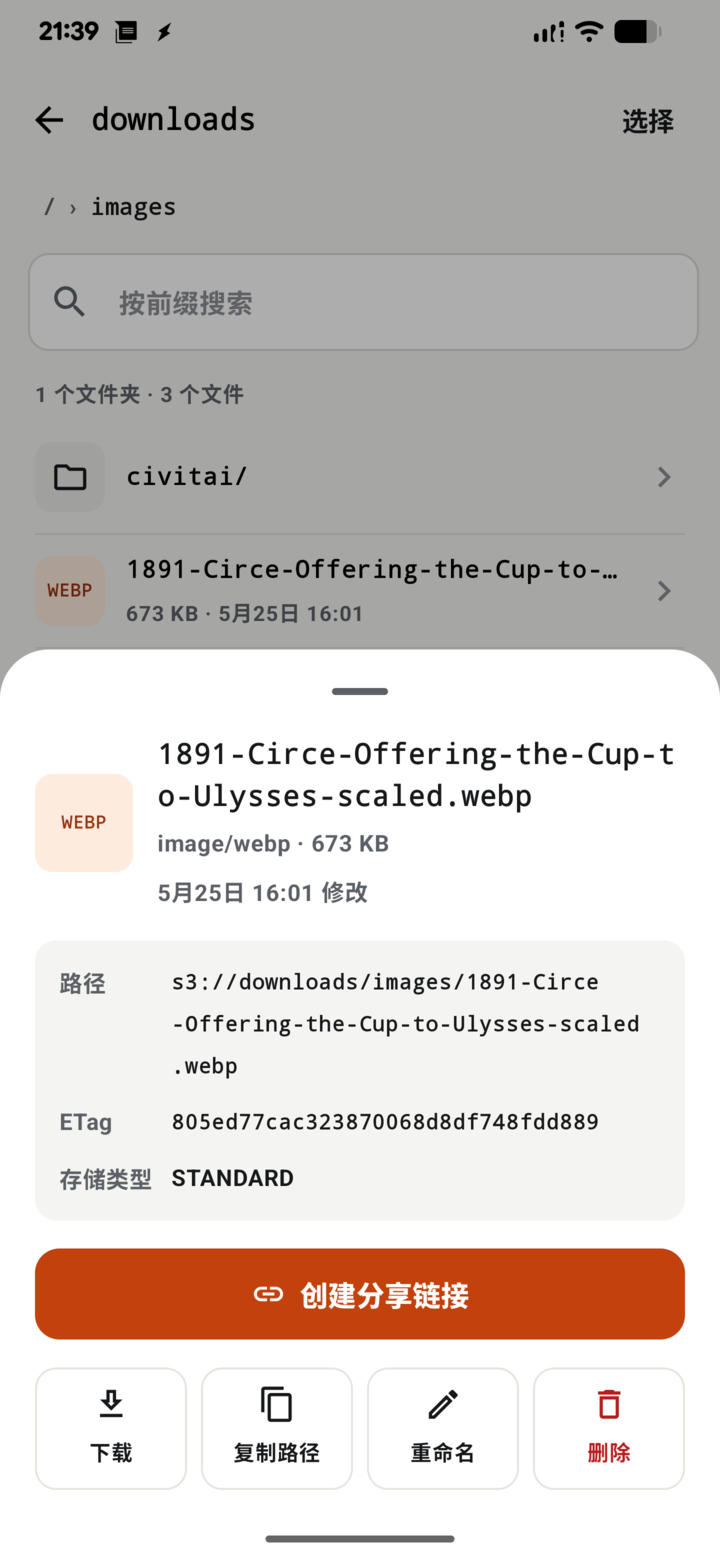 21:39
downloads
选择
/ › images
按前缀搜索
1 个文件夹 · 3 个文件
civitai/
WEBP
1891-Circe-Offering-the-Cup-to-…
673 KB · 5月25日 16:01
WEBP
1891-Circe-Offering-the-Cup-t
o-Ulysses-scaled.webp
image/webp · 673 KB
5月25日 16:01 修改
路径
s3://downloads/images/1891-Circe
-Offering-the-Cup-to-Ulysses-scaled
.webp
ETag
805ed77cac323870068d8df748fdd889
存储类型
STANDARD
创建分享链接
下载
复制路径
重命名
删除